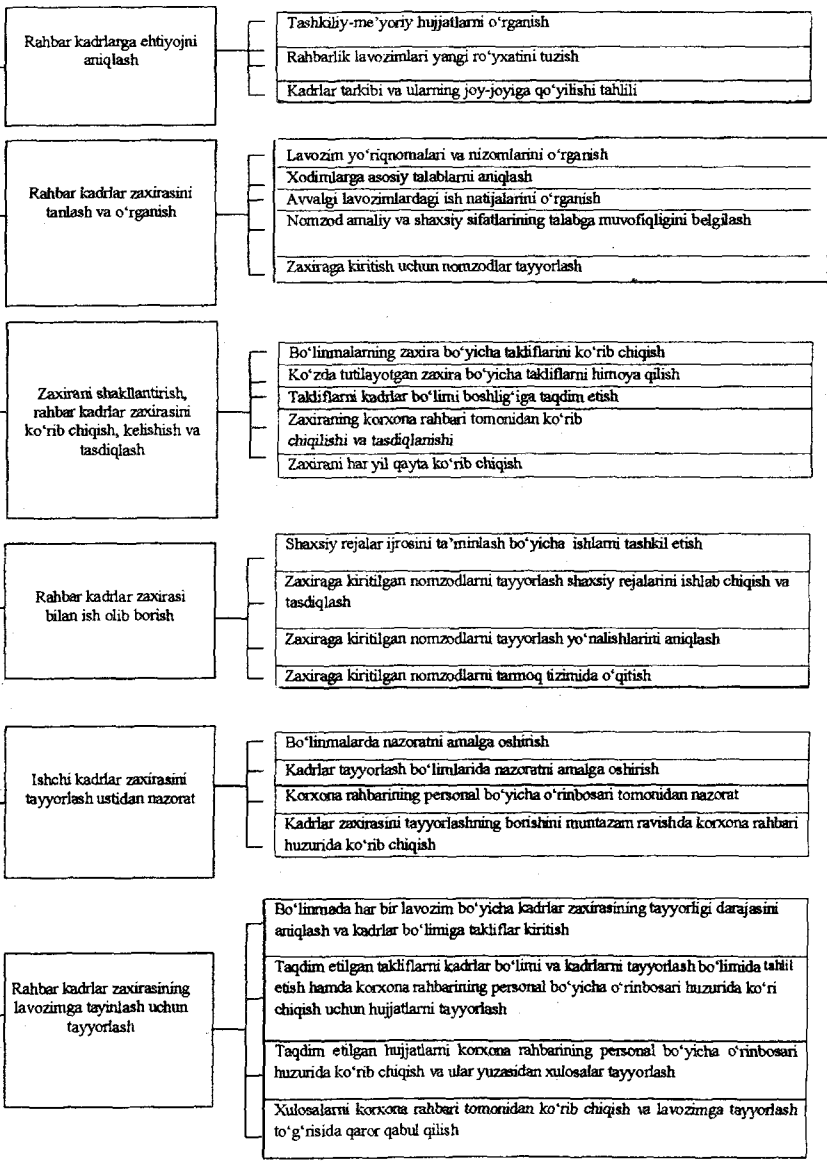 Rahbar kadrlarga ehtiyojni
aniqlash
Tashkiliy-me’yoriy hujjatlarni o‘rganish
Rahbarlik lavozimlari yangi ro‘yxatini tuzish
Kadrlar tarkibi va ularning joy-joyiga qo‘yilishi tahlili
Rahbar kadrlar zaxirasini
tanlash va o‘rganish
Lavozim yo‘riqnomalari va nizomlarini o‘rganish
Xodimlarga asosiy talablarni aniqlash
Avvalgi lavozimlardagi ish natijalarini o‘rganish
Nomzod amaliy va shaxsiy sifatlarining talabga muvofiqligini belgilash
Zaxiraga kiritish uchun nomzodlar tayyorlash
Zaxirani shakllantirish,
rahbar kadrlar zaxirasini
ko‘rib chiqish, kelishish va
tasdiqlash
Bo‘linmalarning zaxira bo‘yicha takliflarini ko‘rib chiqish
Ko‘zda tutilayotgan zaxira bo‘yicha takliflarni himoya qilish
Takliflarni kadrlar bo‘limi boshlig‘iga taqdim etish
Zaxiraning korxona rahbari tomonidan ko‘rib
chiqilishi va tasdiqlanishi
Zaxirani har yil qayta ko‘rib chiqish
Rahbar kadrlar zaxirasi
bilan ish olib borish
Shaxsiy rejalar ijrosini ta’minlash bo‘yicha ishlarni tashkil etish
Zaxiraga kiritilgan nomzodlarni tayyorlash shaxsiy rejalarini ishlab chiqish va
tasdiqlash
Zaxiraga kiritilgan nomzodlarni tayyorlash yo‘nalishlarini aniqlash
Zaxiraga kiritilgan nomzodlarni tarmoq tizimida o‘qitish
Ishchi kadrlar zaxirasini
tayyorlash ustidan nazorat
Bo‘linmalarda nazoratni amalga oshirish
Kadrlar tayyorlash bo‘limlarida nazoratni amalga oshirish
Korxona rahbarining personal bo‘yicha o‘rinbosari tomonidan nazorat
Kadrlar zaxirasini tayyorlashning borishini muntazam ravishda korxona rahbari
huzurida ko‘rib chiqish
Rahbar kadrlar zaxirasining
lavozimga tayinlash uchun
tayyorlash
Bo‘linmada har bir lavozim bo‘yicha kadrlar zaxirasining tayyorligi darajasini
aniqlash va kadrlar bo‘limiga takliflar kiritish
Taqdim etilgan takliflarni kadrlar bo‘limi va kadrlarni tayyorlash bo‘limida tahlil
etish hamda korxona rahbarining personal bo‘yicha o‘rinbosari huzurida ko‘ri
chiqish uchun hujjatlarni tayyorlash
Taqdim etilgan hujjatlarni korxona rahbarining personal bo‘yicha o‘rinbosari
huzurida ko‘rib chiqish va ular yuzasidan xulosalar tayyorlash
Xulosalarni korxona rahbari tomonidan ko‘rib chiqish va lavozimga tayyorlash
to‘g‘risida qaror qabul qilish